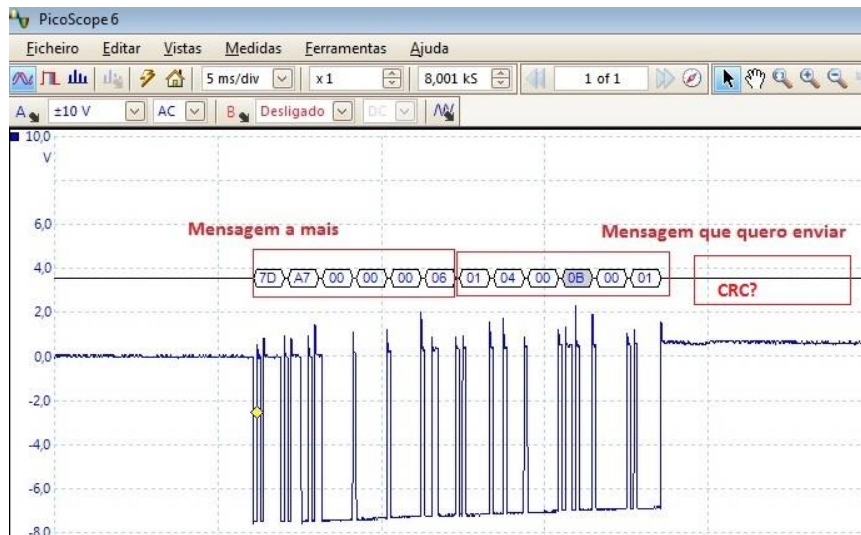 PicoScope 6
Ficheiro Editar Vistas Medidas Ferramentas Ajuda
5 ms/div x 1 8,001 kS 1 of 1
A ±10 V AC B Desligado DC
10,0
V
6,0
Mensagem a mais
Mensagem que quero enviar
4,0
7D A7 00 00 00 06 01 04 00 0B 00 01
CRC?
2,0
0,0
-2,0
-4,0
-6,0
-8,0